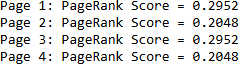 Page 1: PageRank Score = 0.2952
Page 2: PageRank Score = 0.2048
Page 3: PageRank Score = 0.2952
Page 4: PageRank Score = 0.2048